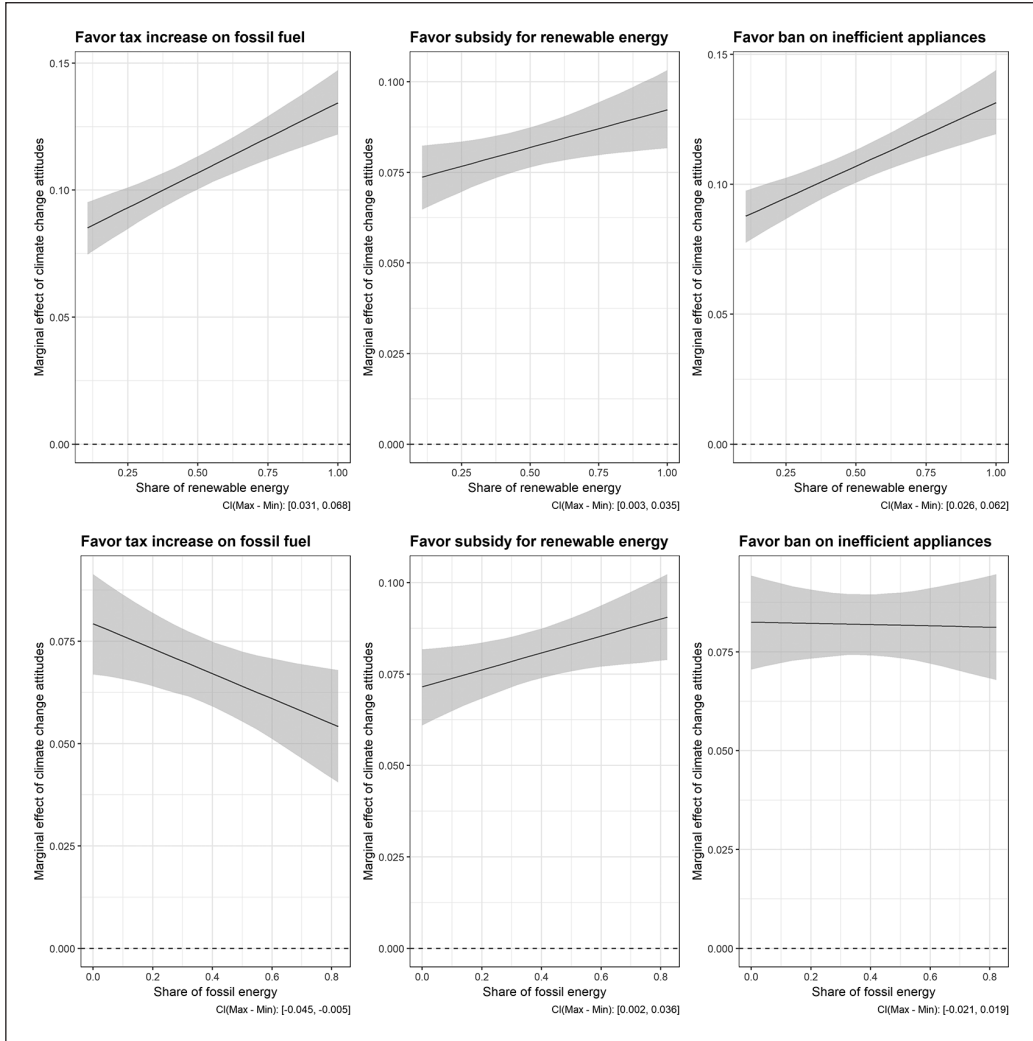 Favor tax increase on fossil fuel
Favor subsidy for renewable energy
Favor ban on inefficient appliances
Marginal effect of climate change attitudes
0.15
0.10
0.05
0.00
0.25 0.50 0.75 1.00
Share of renewable energy
CI(Max - Min): [0.031, 0.068]
Marginal effect of climate change attitudes
0.100
0.075
0.050
0.025
0.000
0.25 0.50 0.75 1.00
Share of renewable energy
CI(Max - Min): [0.003, 0.035]
Marginal effect of climate change attitudes
0.15
0.10
0.05
0.00
0.25 0.50 0.75 1.00
Share of renewable energy
CI(Max - Min): [0.026, 0.062]
Favor tax increase on fossil fuel
Favor subsidy for renewable energy
Favor ban on inefficient appliances
Marginal effect of climate change attitudes
0.075
0.050
0.025
0.000
0.0 0.2 0.4 0.6 0.8
Share of fossil energy
CI(Max - Min): [-0.045, -0.005]
Marginal effect of climate change attitudes
0.100
0.075
0.050
0.025
0.000
0.0 0.2 0.4 0.6 0.8
Share of fossil energy
CI(Max - Min): [0.002, 0.036]
Marginal effect of climate change attitudes
0.075
0.050
0.025
0.000
0.0 0.2 0.4 0.6 0.8
Share of fossil energy
CI(Max - Min): [-0.021, 0.019]